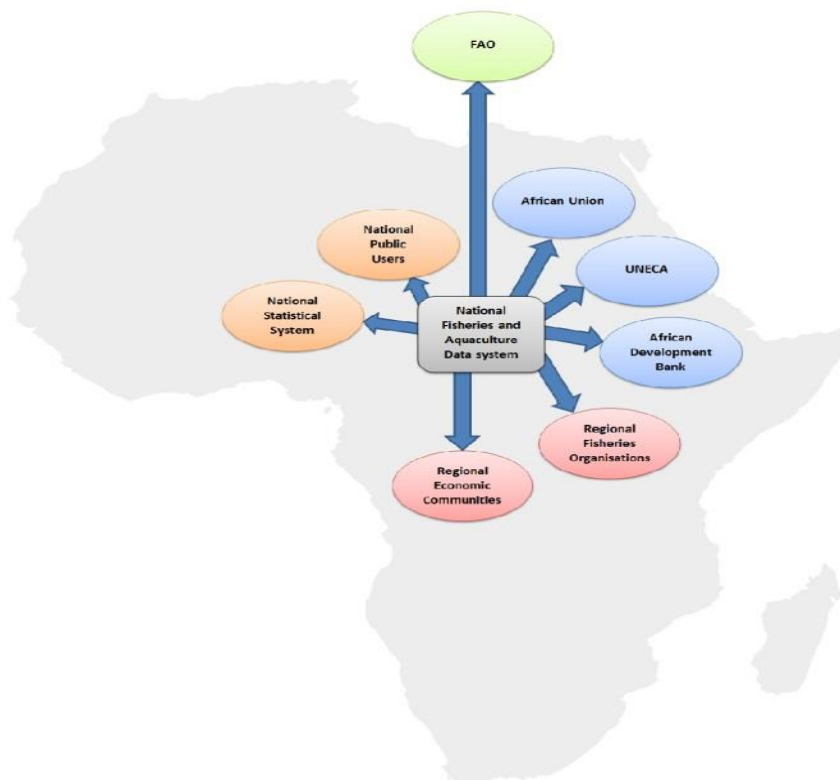 FAO
African Union
National
Public
Users
UNECA
National
Statistical
System
National
Fisheries and
Aquaculture
Data system
African
Development
Bank
Regional
Fisheries
Organisations
Regional
Economic
Communities